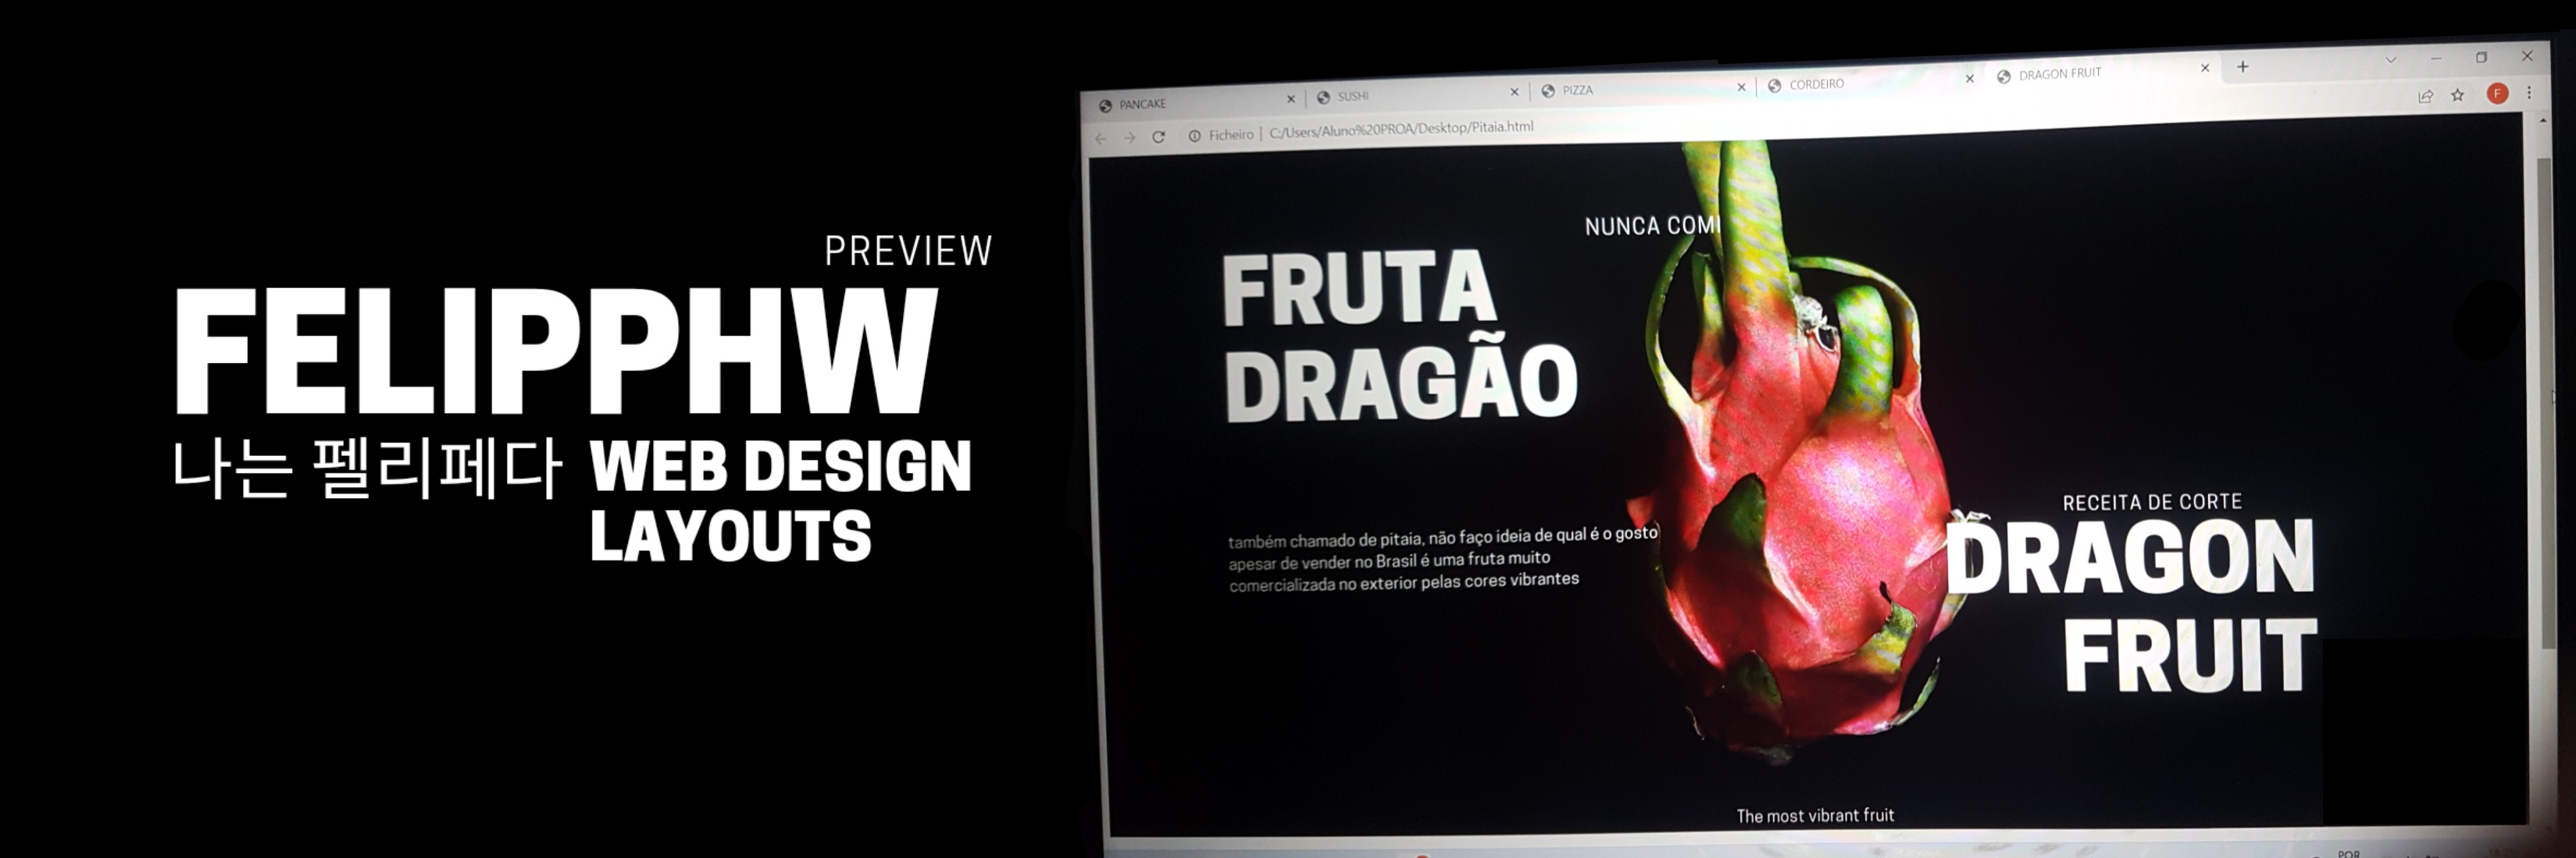 PREVIEW
FELIPPHW
나는 펠리페다
WEB DESIGN
LAYOUTS
PANCAKE
SUSHI
PIZZA
CORDEIRO
DRAGON FRUIT
Ficheiro | C:/Users/Aluno%20PROA/Desktop/Pitaia.html
F
NUNCA COMI
FRUTA
DRAGÃO
também chamado de pitaia, não faço ideia de qual é o gosto
apesar de vender no Brasil é uma fruta muito
comercializada no exterior pelas cores vibrantes
RECEITA DE CORTE
DRAGON
FRUIT
The most vibrant fruit
POR